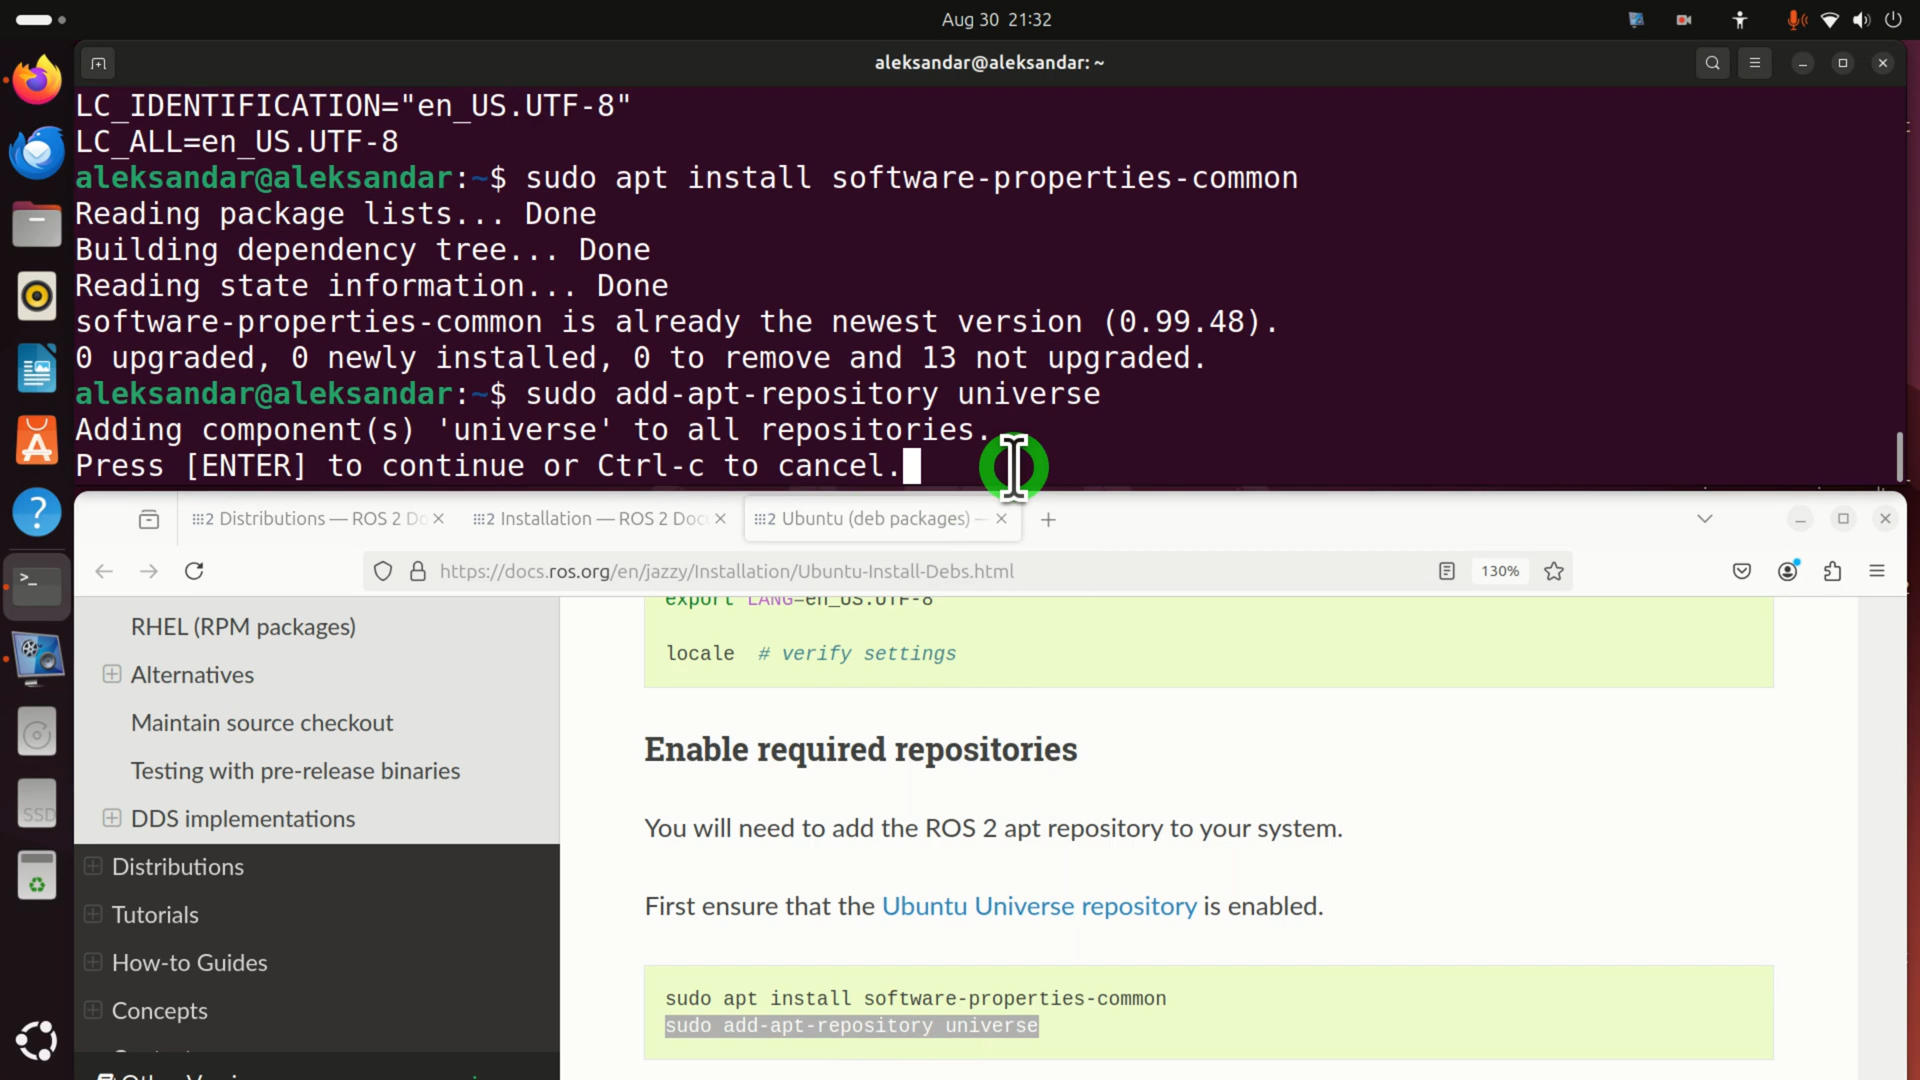 Aug 30 21:32
aleksandar@aleksandar: ~
LC_IDENTIFICATION="en_US.UTF-8"
LC_ALL=en_US.UTF-8
aleksandar@aleksandar:~$ sudo apt install software-properties-common
Reading package lists... Done
Building dependency tree... Done
Reading state information... Done
software-properties-common is already the newest version (0.99.48).
0 upgraded, 0 newly installed, 0 to remove and 13 not upgraded.
aleksandar@aleksandar:~$ sudo add-apt-repository universe
Adding component(s) 'universe' to all repositories.
Press [ENTER] to continue or Ctrl-c to cancel.
Distributions — ROS 2 Do
Installation — ROS 2 Doc
Ubuntu (deb packages) —
https://docs.ros.org/en/jazzy/Installation/Ubuntu-Install-Debs.html
130%
RHEL (RPM packages)
Alternatives
Maintain source checkout
Testing with pre-release binaries
DDS implementations
Distributions
Tutorials
How-to Guides
Concepts
export LANG=en_US.UTF-8
locale # verify settings
Enable required repositories
You will need to add the ROS 2 apt repository to your system.
First ensure that the Ubuntu Universe repository is enabled.
sudo apt install software-properties-common
sudo add-apt-repository universe
SSD